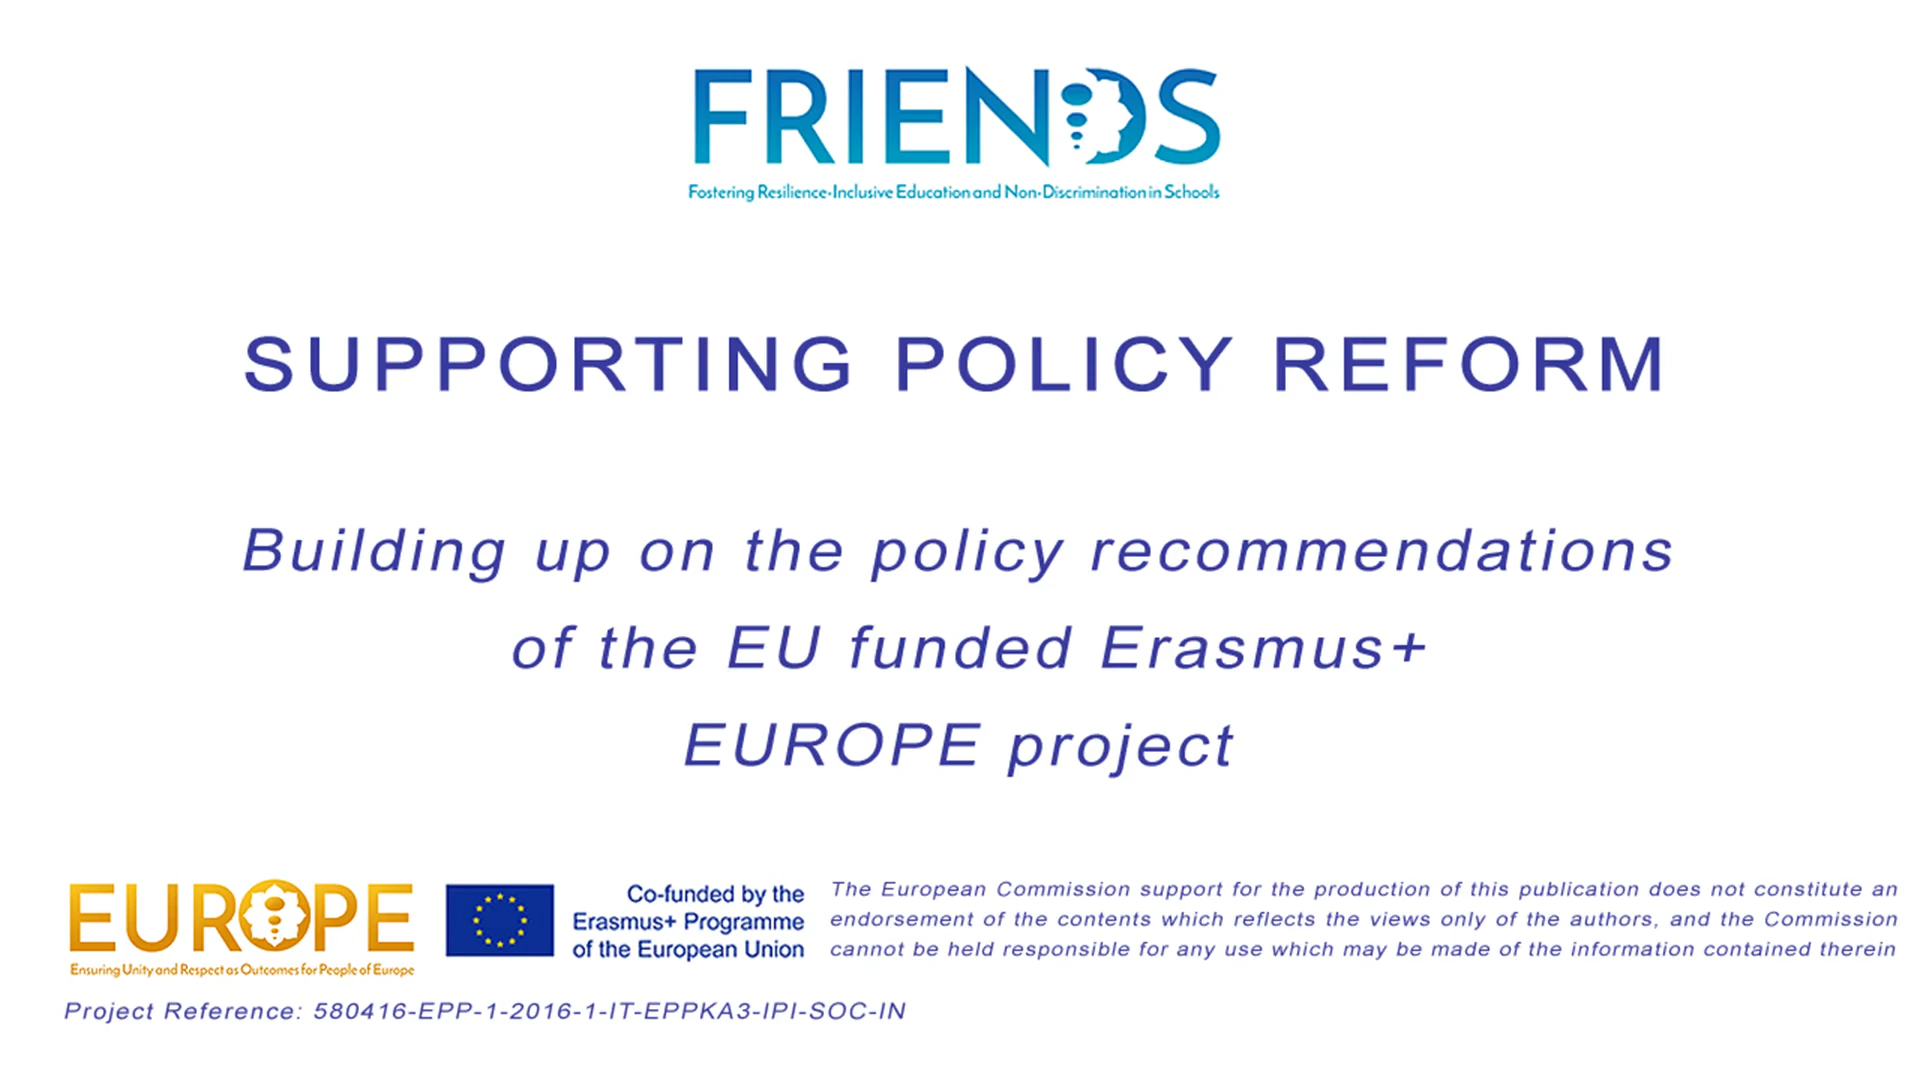 FRIENDS
Fostering Resilience-Inclusive Education and Non-Discrimination in Schools
SUPPORTING POLICY REFORM
Building up on the policy recommendations
of the EU funded Erasmus+
EUROPE project
EUROPE
Ensuring Unity and Respect as Outcomes for People of Europe
Co-funded by the
Erasmus+ Programme
of the European Union
The European Commission support for the production of this publication does not constitute an
endorsement of the contents which reflects the views only of the authors, and the Commission
cannot be held responsible for any use which may be made of the information contained therein
Project Reference: 580416-EPP-1-2016-1-IT-EPPKA3-IPI-SOC-IN